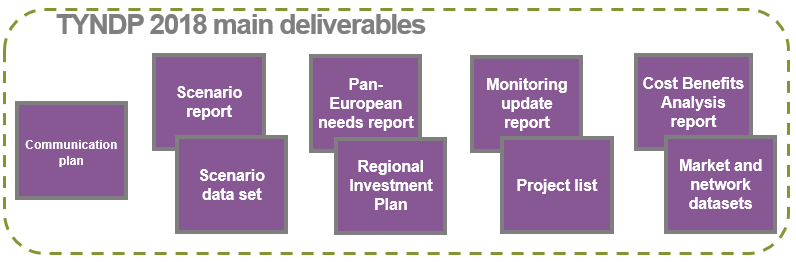 TYNDP 2018 main deliverables
Communication
plan
Scenario
report
Scenario
data set
Pan-
European
needs report
Regional
Investment
Plan
Monitoring
update
report
Project list
Cost Benefits
Analysis
report
Market and
network
datasets